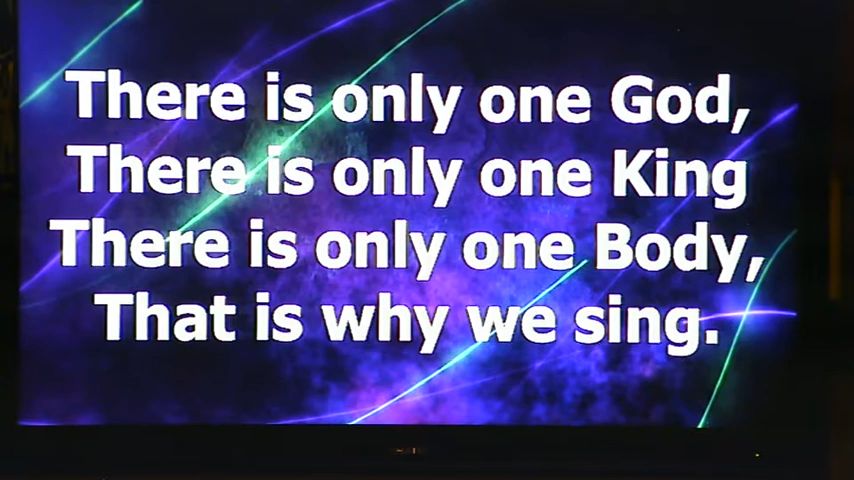 There is only one God,
There is only one King
There is only one Body,
That is why we sing.